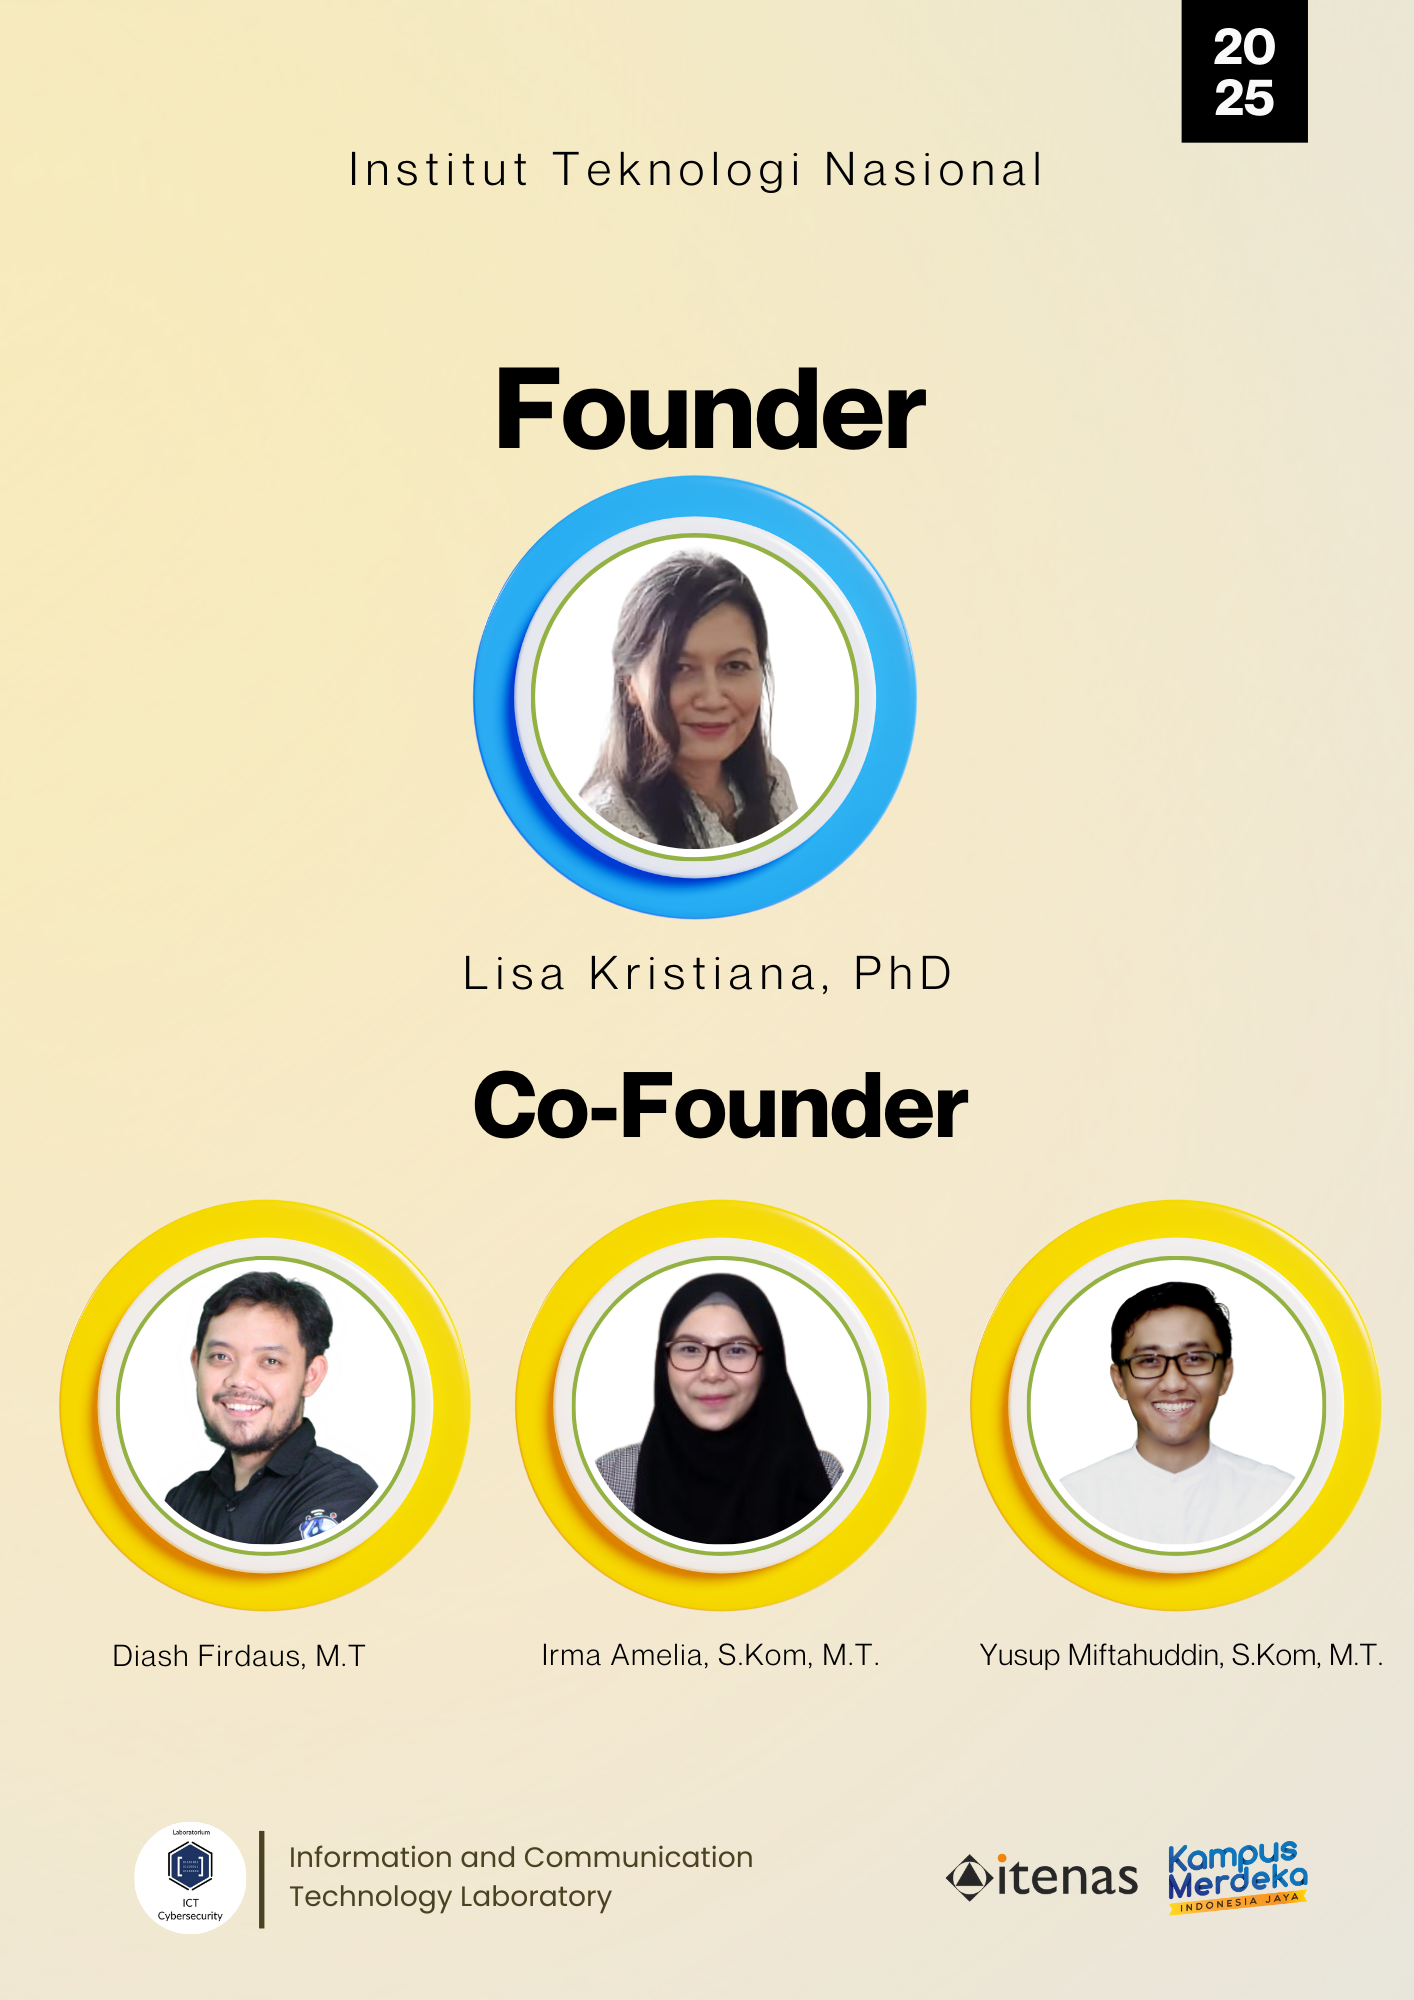 20
25
Institut Teknologi Nasional
Founder
Lisa Kristiana, PhD
Co-Founder
Diash Firdaus, M.T
Irma Amelia, S.Kom, M.T.
Yusup Miftahuddin, S.Kom, M.T.
Laboratorium
ICT
Cybersecurity
Information and Communication
Technology Laboratory
itenas
Kampus
Merdeka
INDONESIA JAYA